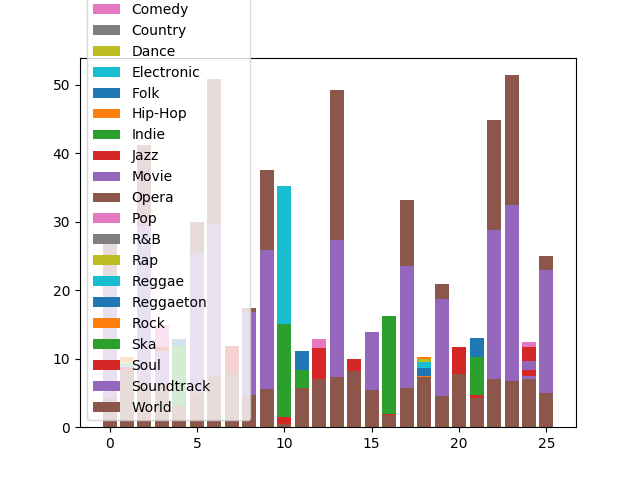 Comedy
Country
Dance
Electronic
Folk
Hip-Hop
Indie
Jazz
Movie
Opera
Pop
R&B
Rap
Reggae
Reggaeton
Rock
Ska
Soul
Soundtrack
World
50
40
30
20
10
0
0 5 10 15 20 25